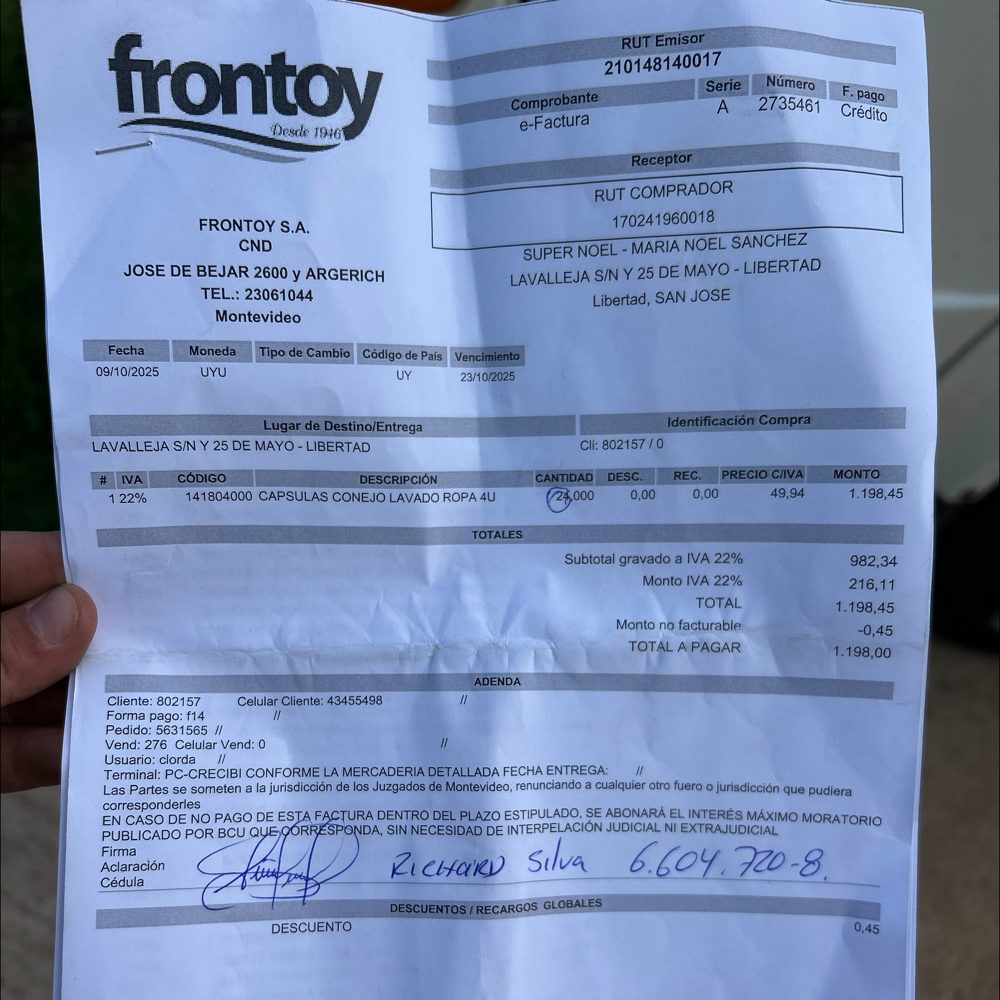 frontoy
Desde 1946
RUT Emisor
210148140017
Comprobante Serie Número F. pago
e-Factura A 2735461 Crédito
Receptor
RUT COMPRADOR
170241960018
SUPER NOEL - MARIA NOEL SANCHEZ
LAVALLEJA S/N Y 25 DE MAYO - LIBERTAD
Libertad, SAN JOSE
FRONTOY S.A.
CND
JOSE DE BEJAR 2600 y ARGERICH
TEL.: 23061044
Montevideo
Fecha Moneda Tipo de Cambio Código de País Vencimiento
09/10/2025 UYU UY 23/10/2025
Lugar de Destino/Entrega Identificación Compra
LAVALLEJA S/N Y 25 DE MAYO - LIBERTAD Cli: 802157 / 0
# IVA CÓDIGO DESCRIPCIÓN CANTIDAD DESC. REC. PRECIO C/IVA MONTO
1 22% 141804000 CAPSULAS CONEJO LAVADO ROPA 4U 24,000 0,00 0,00 49,94 1.198,45
TOTALES
Subtotal gravado a IVA 22% 982,34
Monto IVA 22% 216,11
TOTAL 1.198,45
Monto no facturable -0,45
TOTAL A PAGAR 1.198,00
ADENDA
Cliente: 802157 Celular Cliente: 43455498 //
Forma pago: f14 //
Pedido: 5631565 //
Vend: 276 Celular Vend: 0 //
Usuario: clorda //
Terminal: PC-CRECIBI CONFORME LA MERCADERIA DETALLADA FECHA ENTREGA: //
Las Partes se someten a la jurisdicción de los Juzgados de Montevideo, renunciando a cualquier otro fuero o jurisdicción que pudiera
corresponderles
EN CASO DE NO PAGO DE ESTA FACTURA DENTRO DEL PLAZO ESTIPULADO, SE ABONARÁ EL INTERÉS MÁXIMO MORATORIO
PUBLICADO POR BCU QUE CORRESPONDA, SIN NECESIDAD DE INTERPELACIÓN JUDICIAL NI EXTRAJUDICIAL
Firma
Aclaración RICHARD Silva 6.604.720-8.
Cédula
DESCUENTOS / RECARGOS GLOBALES
DESCUENTO 0,45